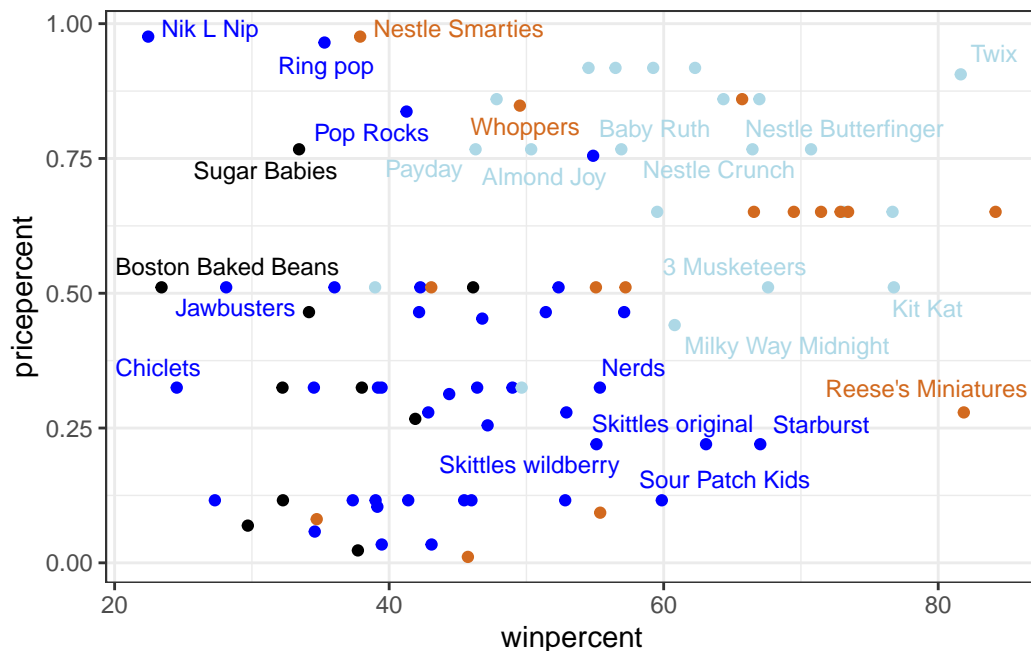 1.00
Nik L Nip
Nestle Smarties
Ring pop
Twix
Pop Rocks
Whoppers
Baby Ruth
Nestle Butterfinger
0.75
Sugar Babies
Payday
Almond Joy
Nestle Crunch
Boston Baked Beans
3 Musketeers
0.50
Jawbusters
Kit Kat
Milky Way Midnight
pricepercent
Chiclets
Nerds
Reese's Miniatures
0.25
Skittles original
Starburst
Skittles wildberry
Sour Patch Kids
0.00
20
40
60
80
winpercent